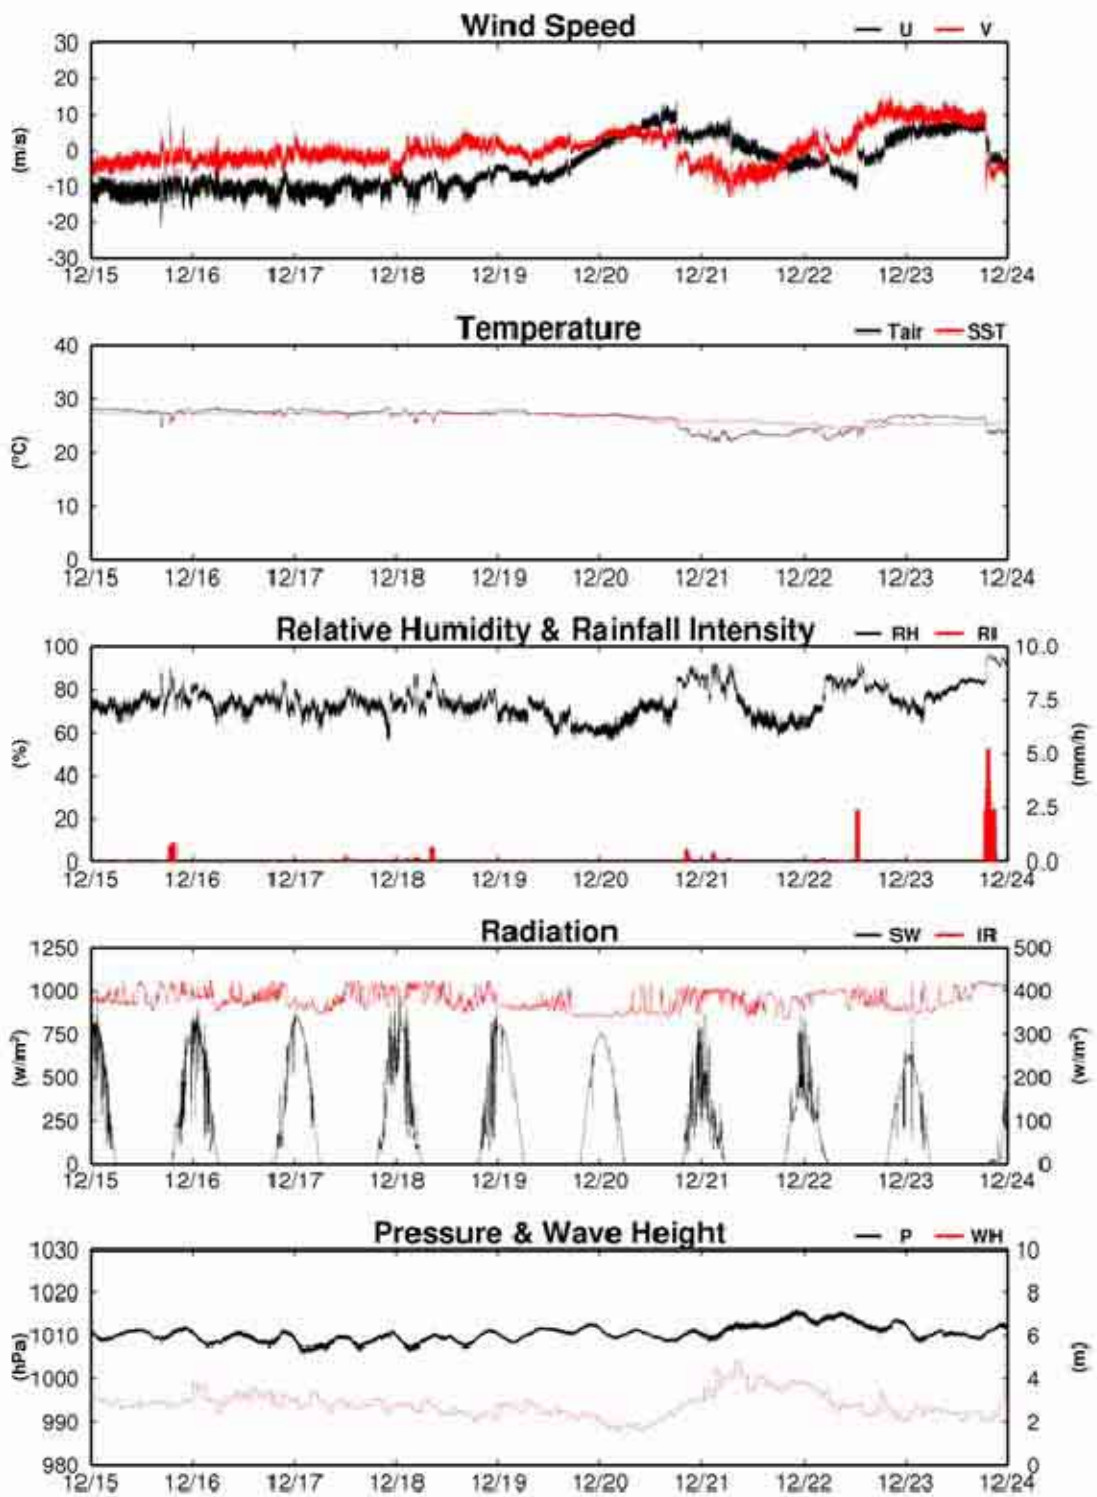 Wind Speed
U V
30
20
10
0
-10
-20
-30
(m/s)
12/15 12/16 12/17 12/18 12/19 12/20 12/21 12/22 12/23 12/24
Temperature
Tair SST
40
30
20
10
0
(°C)
12/15 12/16 12/17 12/18 12/19 12/20 12/21 12/22 12/23 12/24
Relative Humidity & Rainfall Intensity
RH RI
100 10.0
80 7.5
60
(%) 5.0 (mm/h)
40
20 2.5
0 0.0
12/15 12/16 12/17 12/18 12/19 12/20 12/21 12/22 12/23 12/24
Radiation
SW IR
1250 500
1000 400
750 300
(w/m²) (w/m²)
500 200
250 100
0 0
12/15 12/16 12/17 12/18 12/19 12/20 12/21 12/22 12/23 12/24
Pressure & Wave Height
P WH
1030 10
1020 8
1010 6
(hPa) (m)
1000 4
990 2
980 0
12/15 12/16 12/17 12/18 12/19 12/20 12/21 12/22 12/23 12/24